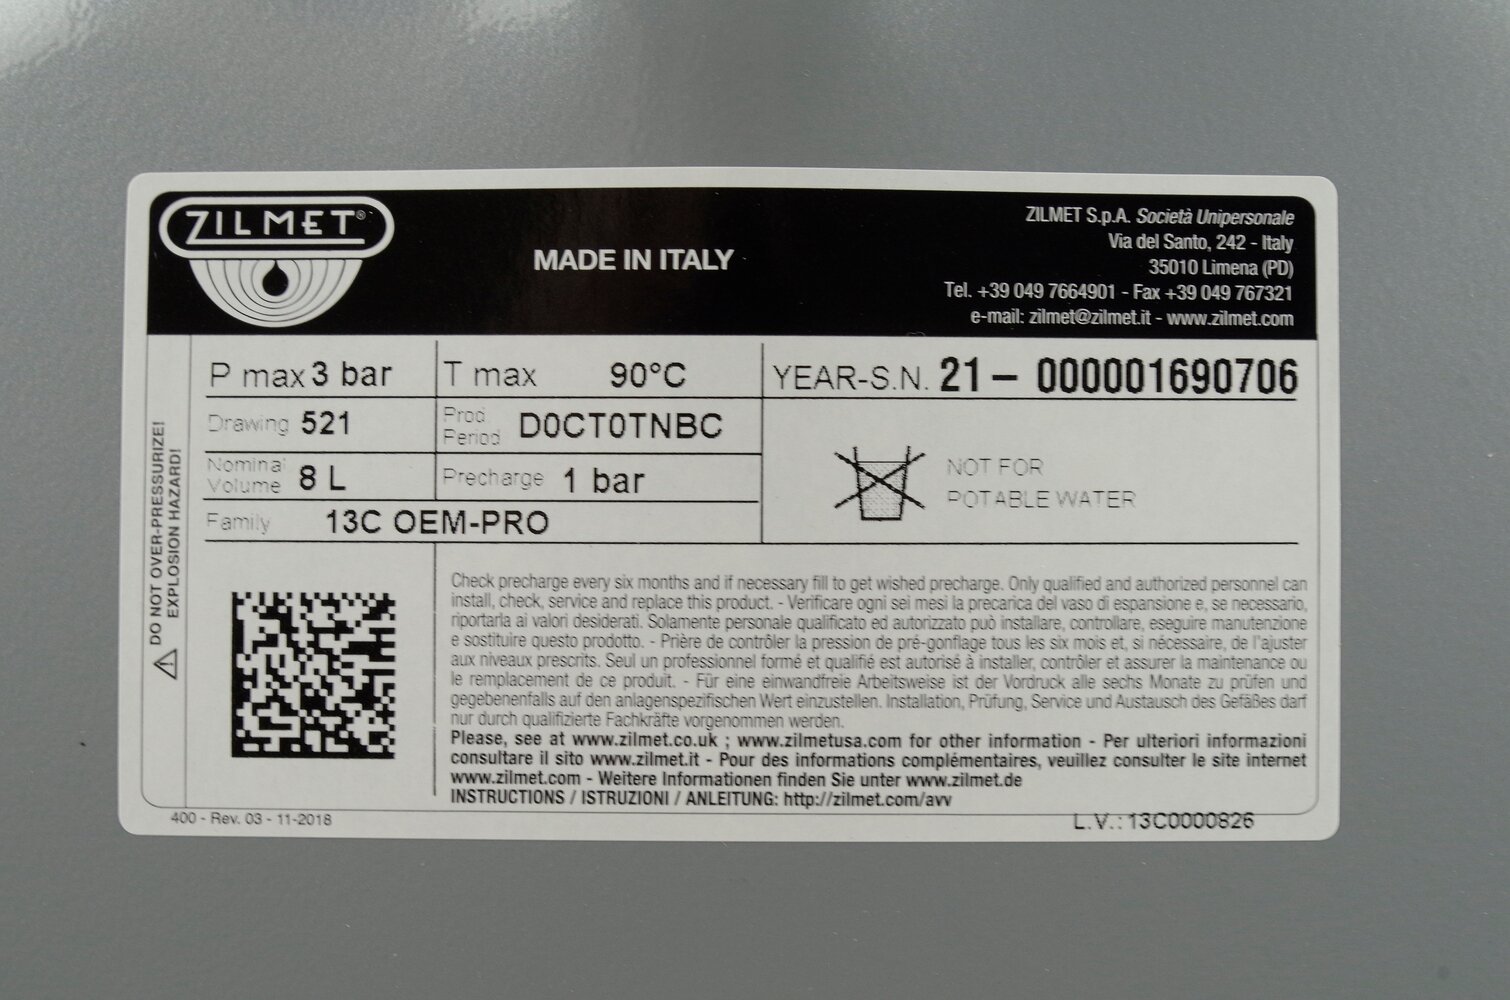 ZILMET®
MADE IN ITALY
ZILMET S.p.A. Società Unipersonale
Via del Santo, 242 - Italy
35010 Limena (PD)
Tel. +39 049 7664901 - Fax +39 049 767321
e-mail: zilmet@zilmet.it - www.zilmet.com
P max 3 bar
T max 90°C
YEAR-S.N. 21 - 000001690706
Drawing 521
Prod
Period D0CT0TNBC
Nominal
Volume 8 L
Precharge 1 bar
Family 13C OEM-PRO
NOT FOR
POTABLE WATER
DO NOT OVER-PRESSURIZE!
EXPLOSION HAZARD!
Check precharge every six months and if necessary fill to get wished precharge. Only qualified and authorized personnel can
install, check, service and replace this product. - Verificare ogni sei mesi la precarica del vaso di espansione e, se necessario,
riportarla ai valori desiderati. Solamente personale qualificato ed autorizzato può installare, controllare, eseguire manutenzione
e sostituire questo prodotto. - Prière de contrôler la pression de pré-gonflage tous les six mois et, si nécessaire, de l'ajuster
aux niveaux prescrits. Seul un professionnel formé et qualifié est autorisé à installer, contrôler et assurer la maintenance ou
le remplacement de ce produit. - Für eine einwandfreie Arbeitsweise ist der Vordruck alle sechs Monate zu prüfen und
gegebenenfalls auf den anlagenspezifischen Wert einzustellen. Installation, Prüfung, Service und Austausch des Gefäßes darf
nur durch qualifizierte Fachkräfte vorgenommen werden.
Please, see at www.zilmet.co.uk ; www.zilmetusa.com for other information - Per ulteriori informazioni
consultare il sito www.zilmet.it - Pour des informations complémentaires, veuillez consulter le site internet
www.zilmet.com - Weitere Informationen finden Sie unter www.zilmet.de
INSTRUCTIONS / ISTRUZIONI / ANLEITUNG: http://zilmet.com/avv
400 - Rev. 03 - 11-2018
L.V.: 13C0000826